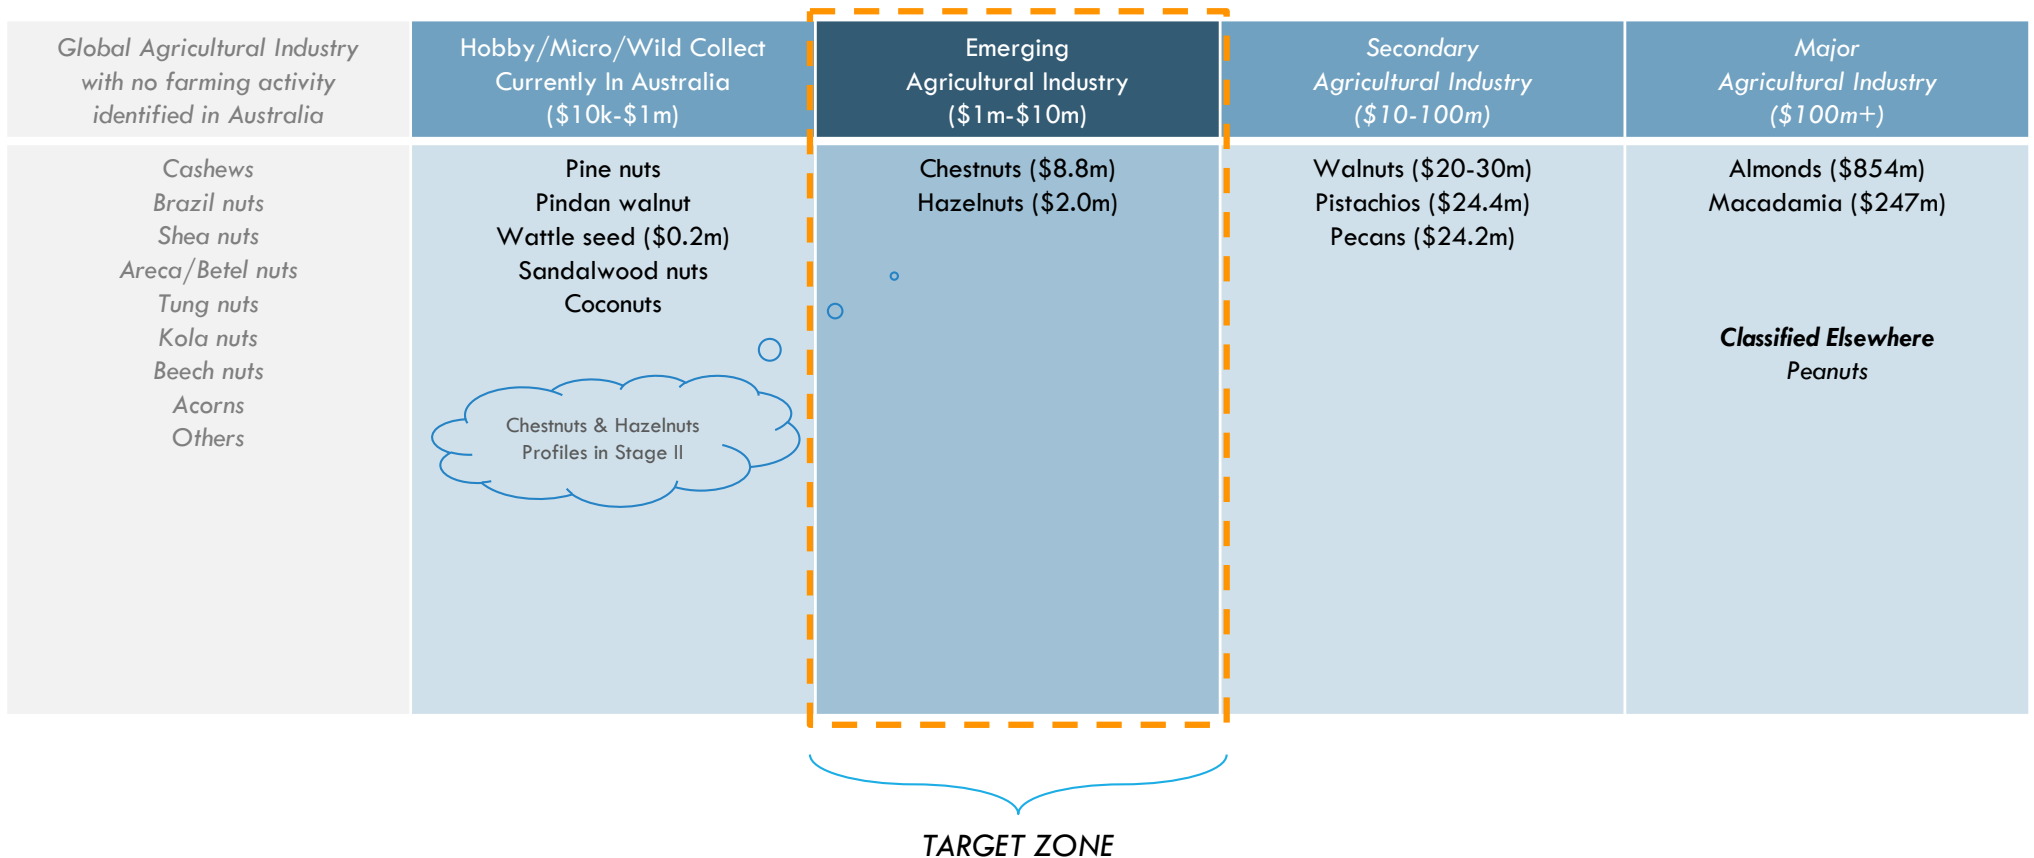 Global Agricultural Industry
with no farming activity
identified in Australia
Hobby/Micro/Wild Collect
Currently In Australia
($10k-$1m)
Emerging
Agricultural Industry
($1m-$10m)
Secondary
Agricultural Industry
($10-100m)
Major
Agricultural Industry
($100m+)
Cashews
Brazil nuts
Shea nuts
Areca/Betel nuts
Tung nuts
Kola nuts
Beech nuts
Acorns
Others
Pine nuts
Pindan walnut
Wattle seed ($0.2m)
Sandalwood nuts
Coconuts
Chestnuts & Hazelnuts
Profiles in Stage II
Chestnuts ($8.8m)
Hazelnuts ($2.0m)
Walnuts ($20-30m)
Pistachios ($24.4m)
Pecans ($24.2m)
Almonds ($854m)
Macadamia ($247m)
Classified Elsewhere
Peanuts
TARGET ZONE